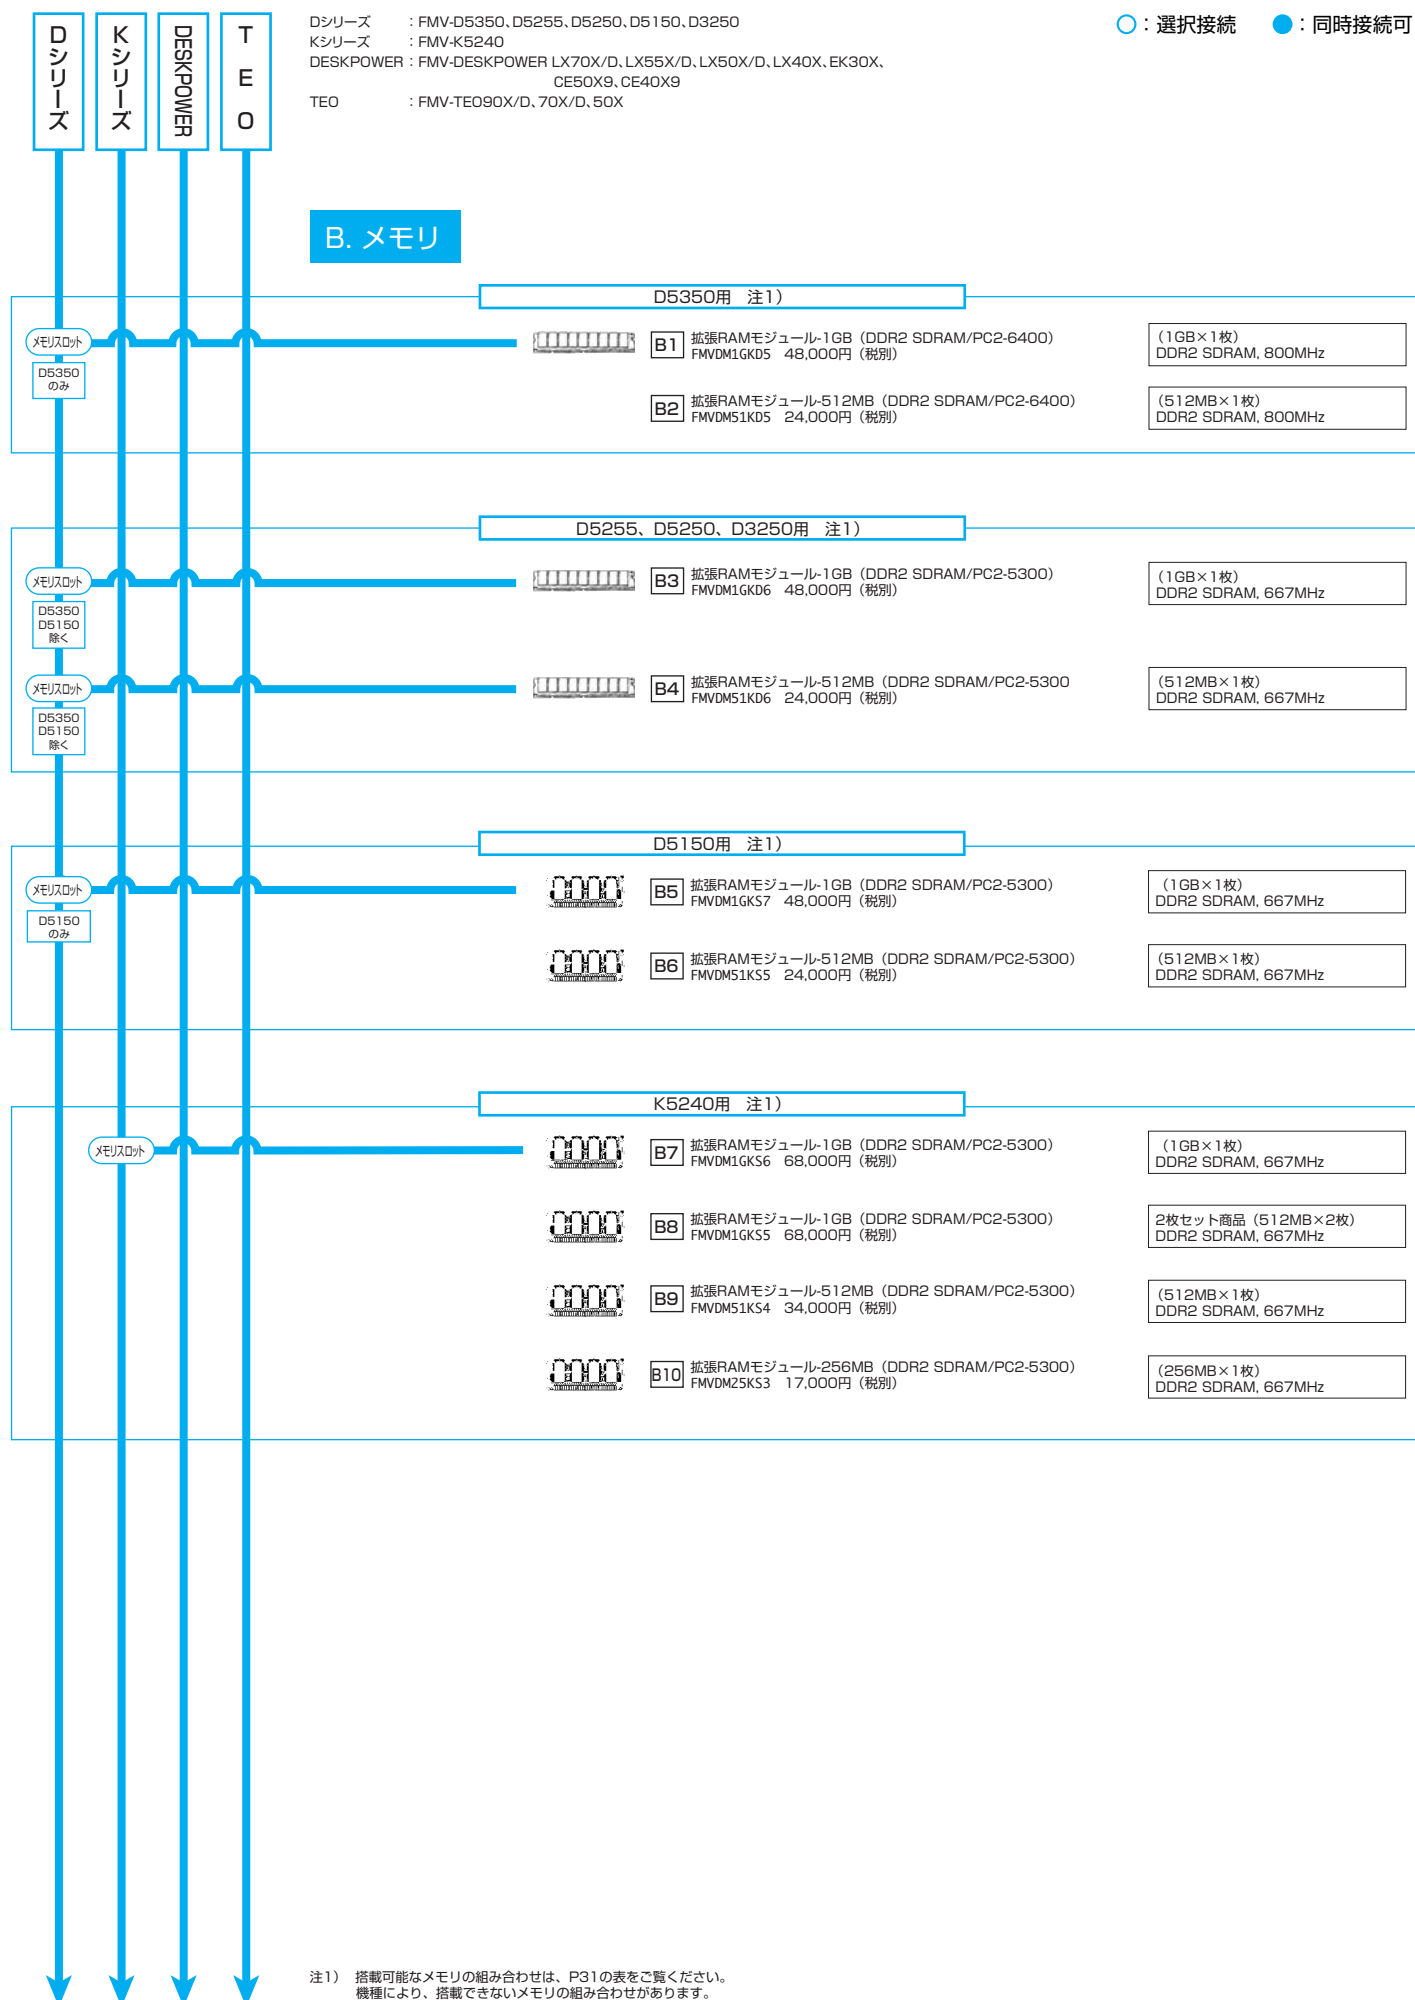 Dシリーズ
Kシリーズ
DESKPOWER
TEO
Dシリーズ : FMV-D5350、D5255、D5250、D5150、D3250
Kシリーズ : FMV-K5240
DESKPOWER : FMV-DESKPOWER LX70X/D、LX55X/D、LX50X/D、LX40X、EK30X、
CE50X9、CE40X9
TEO : FMV-TEO90X/D、70X/D、50X
○：選択接続 ●：同時接続可
B. メモリ
D5350用 注1）
メモリスロット
D5350
のみ
B1 拡張RAMモジュール-1GB（DDR2 SDRAM/PC2-6400）
FMVDM1GKD5 48,000円（税別）
（1GB×1枚）
DDR2 SDRAM, 800MHz
B2 拡張RAMモジュール-512MB（DDR2 SDRAM/PC2-6400）
FMVDM51KD5 24,000円（税別）
（512MB×1枚）
DDR2 SDRAM, 800MHz
D5255、D5250、D3250用 注1）
メモリスロット
D5350
D5150
除く
B3 拡張RAMモジュール-1GB（DDR2 SDRAM/PC2-5300）
FMVDM1GKD6 48,000円（税別）
（1GB×1枚）
DDR2 SDRAM, 667MHz
メモリスロット
D5350
D5150
除く
B4 拡張RAMモジュール-512MB（DDR2 SDRAM/PC2-5300
FMVDM51KD6 24,000円（税別）
（512MB×1枚）
DDR2 SDRAM, 667MHz
D5150用 注1）
メモリスロット
D5150
のみ
B5 拡張RAMモジュール-1GB（DDR2 SDRAM/PC2-5300）
FMVDM1GKS7 48,000円（税別）
（1GB×1枚）
DDR2 SDRAM, 667MHz
B6 拡張RAMモジュール-512MB（DDR2 SDRAM/PC2-5300）
FMVDM51KS5 24,000円（税別）
（512MB×1枚）
DDR2 SDRAM, 667MHz
K5240用 注1）
メモリスロット
B7 拡張RAMモジュール-1GB（DDR2 SDRAM/PC2-5300）
FMVDM1GKS6 68,000円（税別）
（1GB×1枚）
DDR2 SDRAM, 667MHz
B8 拡張RAMモジュール-1GB（DDR2 SDRAM/PC2-5300）
FMVDM1GKS5 68,000円（税別）
2枚セット商品（512MB×2枚）
DDR2 SDRAM, 667MHz
B9 拡張RAMモジュール-512MB（DDR2 SDRAM/PC2-5300）
FMVDM51KS4 34,000円（税別）
（512MB×1枚）
DDR2 SDRAM, 667MHz
B10 拡張RAMモジュール-256MB（DDR2 SDRAM/PC2-5300）
FMVDM25KS3 17,000円（税別）
（256MB×1枚）
DDR2 SDRAM, 667MHz
注1） 搭載可能なメモリの組み合わせは、P31の表をご覧ください。
機種により、搭載できないメモリの組み合わせがあります。